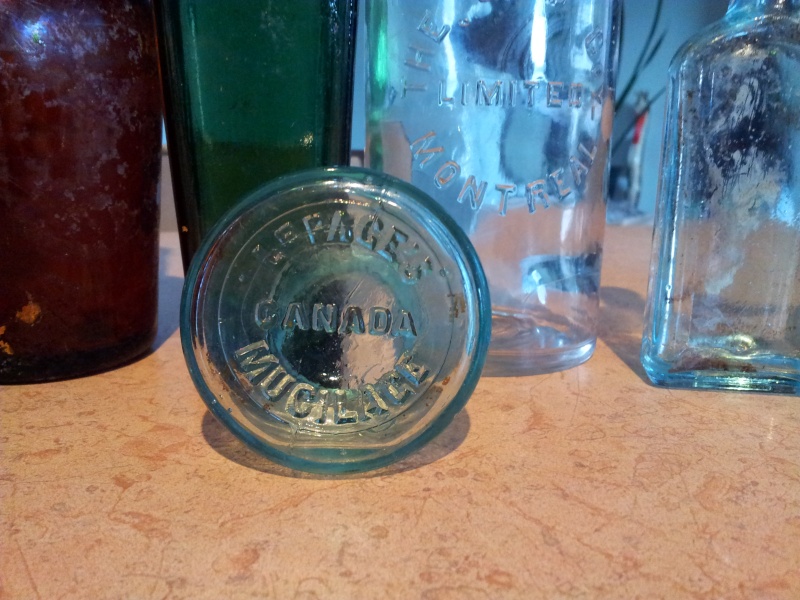 THE
LIMITED
MONTREAL
LEPAGE'S
CANADA
MUCILAGE